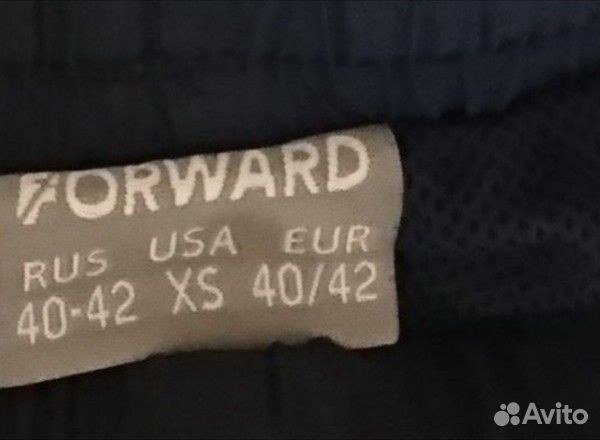 FORWARD
RUS USA EUR
40-42 XS 40/42
Avito